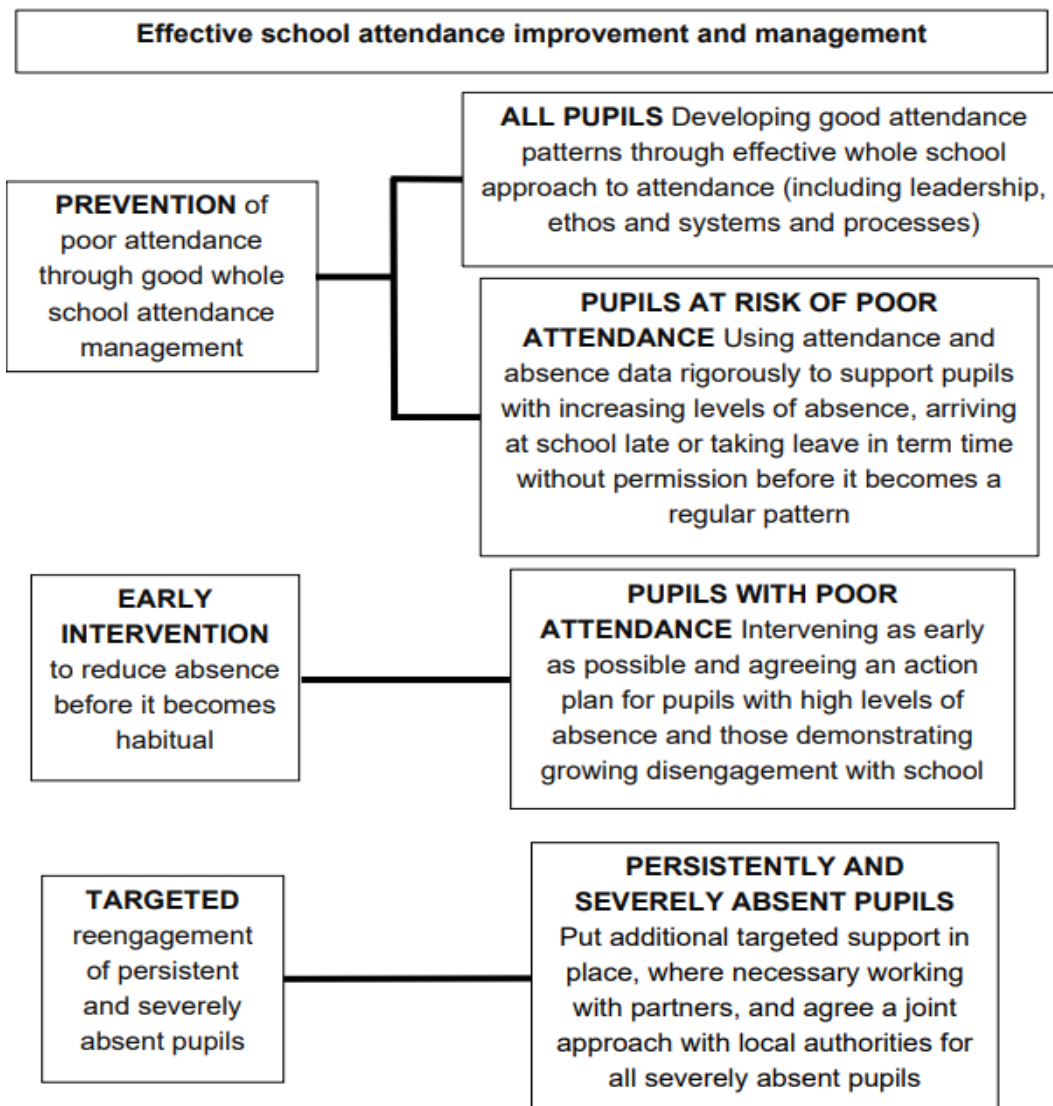 Effective school attendance improvement and management
PREVENTION of
poor attendance
through good whole
school attendance
management
ALL PUPILS Developing good attendance
patterns through effective whole school
approach to attendance (including leadership,
ethos and systems and processes)
PUPILS AT RISK OF POOR
ATTENDANCE Using attendance and
absence data rigorously to support pupils
with increasing levels of absence, arriving
at school late or taking leave in term time
without permission before it becomes a
regular pattern
EARLY
INTERVENTION
to reduce absence
before it becomes
habitual
PUPILS WITH POOR
ATTENDANCE Intervening as early
as possible and agreeing an action
plan for pupils with high levels of
absence and those demonstrating
growing disengagement with school
TARGETED
reengagement
of persistent
and severely
absent pupils
PERSISTENTLY AND
SEVERELY ABSENT PUPILS
Put additional targeted support in
place, where necessary working
with partners, and agree a joint
approach with local authorities for
all severely absent pupils